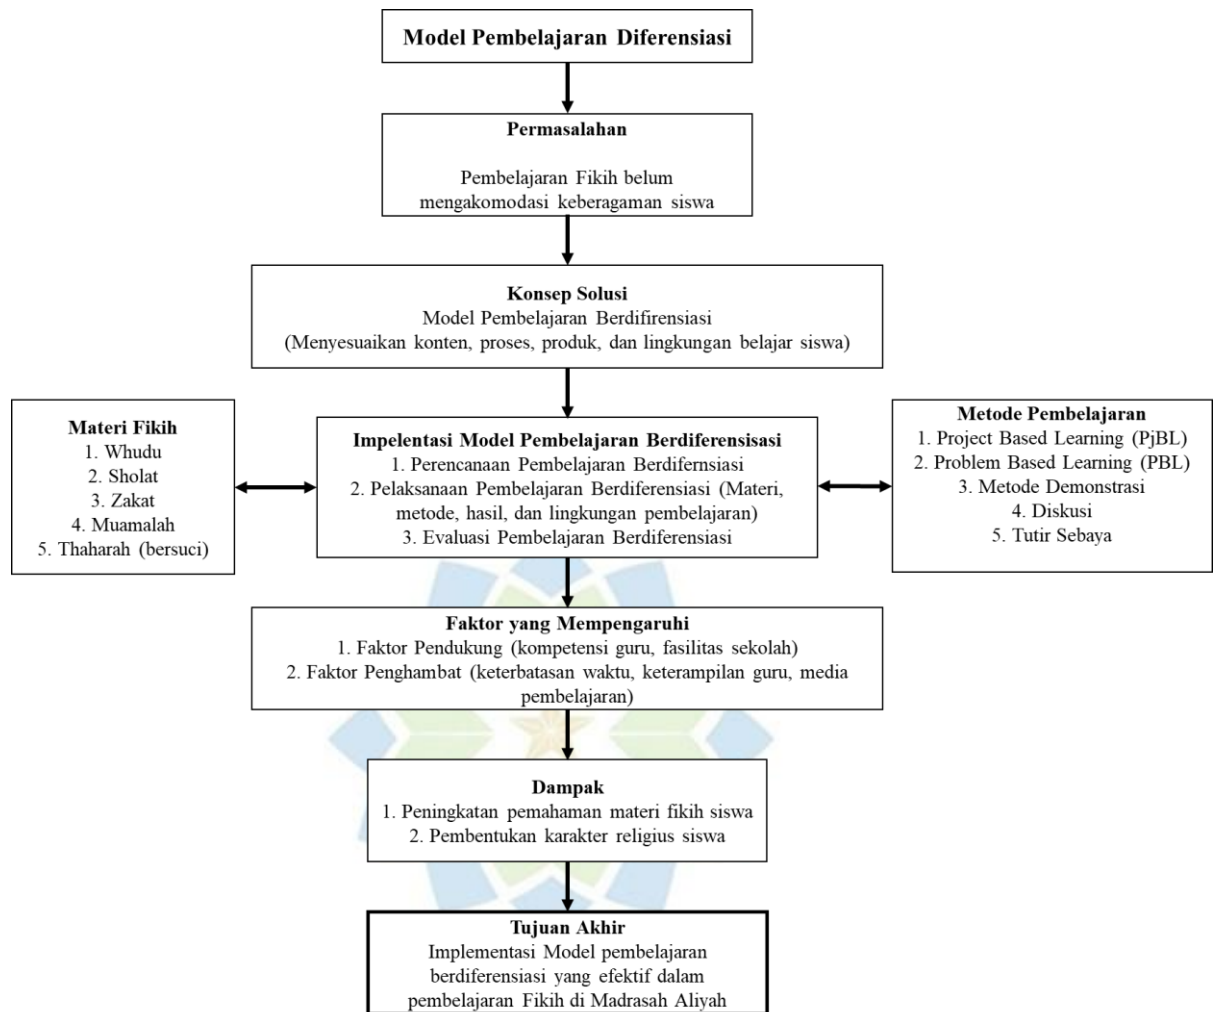 Model Pembelajaran Diferensiasi
Permasalahan
Pembelajaran Fikih belum
mengakomodasi keberagaman siswa
Konsep Solusi
Model Pembelajaran Berdifirensiasi
(Menyesuaikan konten, proses, produk, dan lingkungan belajar siswa)
Materi Fikih
1. Whudu
2. Sholat
3. Zakat
4. Muamalah
5. Thaharah (bersuci)
Impelentasi Model Pembelajaran Berdiferensisasi
1. Perencanaan Pembelajaran Berdifernsiasi
2. Pelaksanaan Pembelajaran Berdiferensiasi (Materi,
metode, hasil, dan lingkungan pembelajaran)
3. Evaluasi Pembelajaran Berdiferensiasi
Metode Pembelajaran
1. Project Based Learning (PjBL)
2. Problem Based Learning (PBL)
3. Metode Demonstrasi
4. Diskusi
5. Tutir Sebaya
Faktor yang Mempengaruhi
1. Faktor Pendukung (kompetensi guru, fasilitas sekolah)
2. Faktor Penghambat (keterbatasan waktu, keterampilan guru, media
pembelajaran)
Dampak
1. Peningkatan pemahaman materi fikih siswa
2. Pembentukan karakter religius siswa
Tujuan Akhir
Implementasi Model pembelajaran
berdiferensiasi yang efektif dalam
pembelajaran Fikih di Madrasah Aliyah